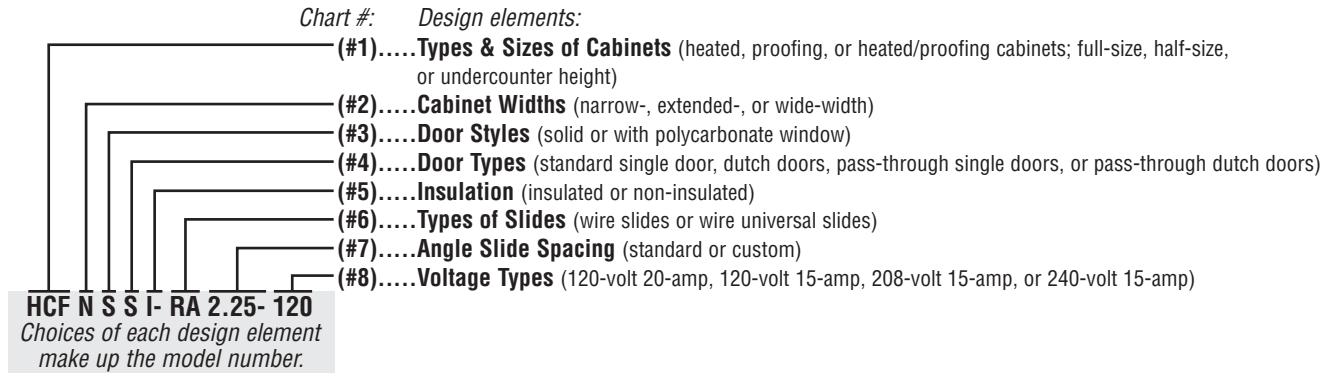 Chart #: Design elements:
(#1).....Types & Sizes of Cabinets (heated, proofing, or heated/proofing cabinets; full-size, half-size,
or undercounter height)
(#2).....Cabinet Widths (narrow-, extended-, or wide-width)
(#3).....Door Styles (solid or with polycarbonate window)
(#4).....Door Types (standard single door, dutch doors, pass-through single doors, or pass-through dutch doors)
(#5).....Insulation (insulated or non-insulated)
(#6).....Types of Slides (wire slides or wire universal slides)
(#7).....Angle Slide Spacing (standard or custom)
(#8).....Voltage Types (120-volt 20-amp, 120-volt 15-amp, 208-volt 15-amp, or 240-volt 15-amp)
HCF N S S I- RA 2.25- 120
Choices of each design element
make up the model number.